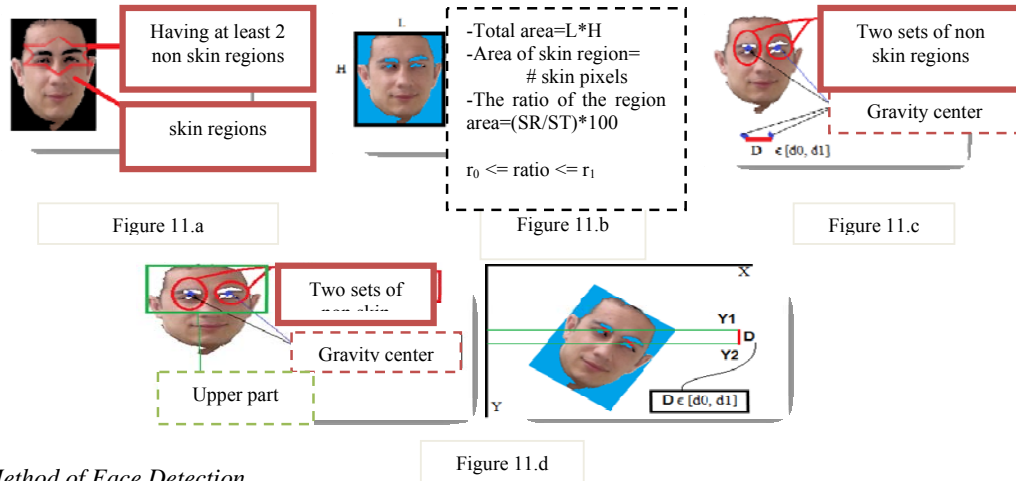 Having at least 2
non skin regions
skin regions
Figure 11.a
L
H
-Total area=L*H
-Area of skin region=
# skin pixels
-The ratio of the region
area=(SR/ST)*100
r₀ <= ratio <= r₁
Figure 11.b
Two sets of non
skin regions
Gravity center
D ϵ [d0, d1]
Figure 11.c
Two sets of
non skin
Gravity center
Upper part
X
Y1
D
Y2
D ϵ [d0, d1]
Y
Figure 11.d
Method of Face Detection